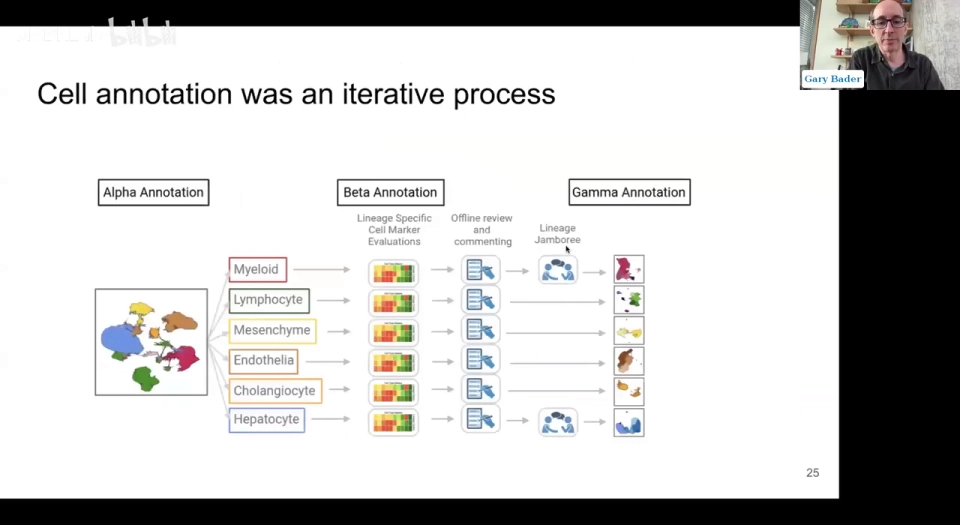 bilibili
Gary Bader
Cell annotation was an iterative process
Alpha Annotation
Beta Annotation
Gamma Annotation
Lineage Specific
Cell Marker
Evaluations
Offline review
and
commenting
Lineage
Jamboree
Myeloid
Lymphocyte
Mesenchyme
Endothelia
Cholangiocyte
Hepatocyte
25